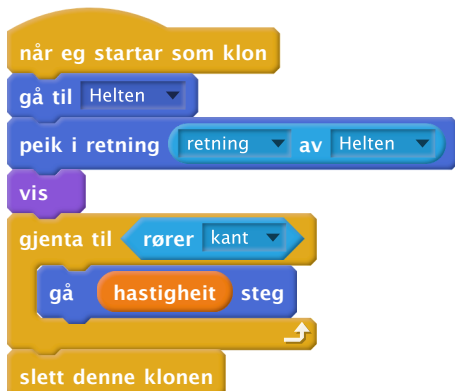 når eg startar som klon
gå til Helten
peik i retning retning av Helten
vis
gjenta til rører kant
gå hastigheit steg
slett denne klonen